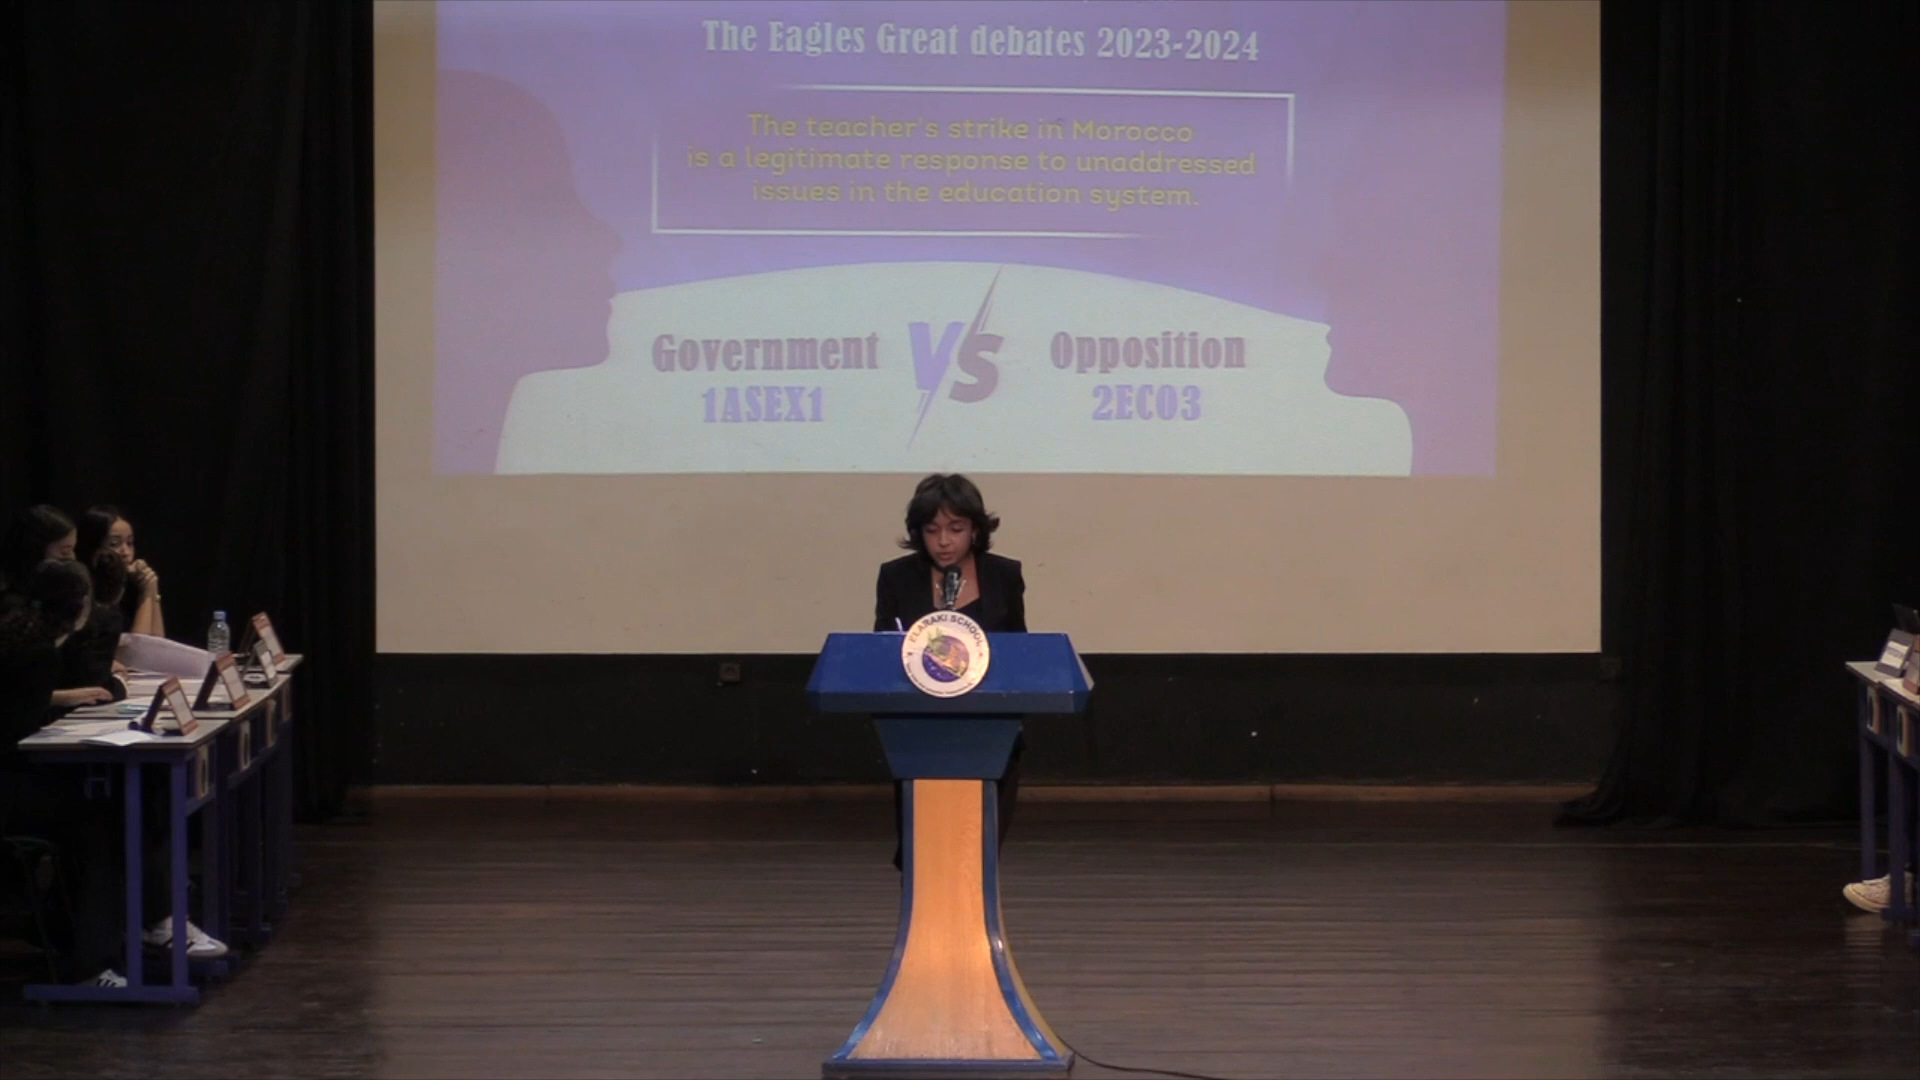 The Eagles Great debates 2023-2024
The teacher's strike in Morocco
is a legitimate response to unaddressed
issues in the education system.
Government
1ASEX1
VS
Opposition
2ECO3
ELARAKI SCHOOL